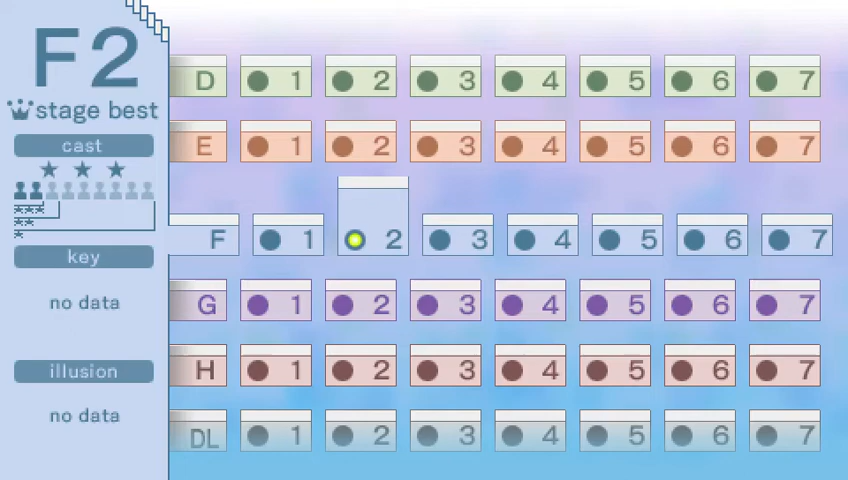 F2
stage best
cast
★ ★ ★
★★★
★★
★
key
no data
illusion
no data
D 1 2 3 4 5 6 7
E 1 2 3 4 5 6 7
F 1 2 3 4 5 6 7
G 1 2 3 4 5 6 7
H 1 2 3 4 5 6 7
DL 1 2 3 4 5 6 7